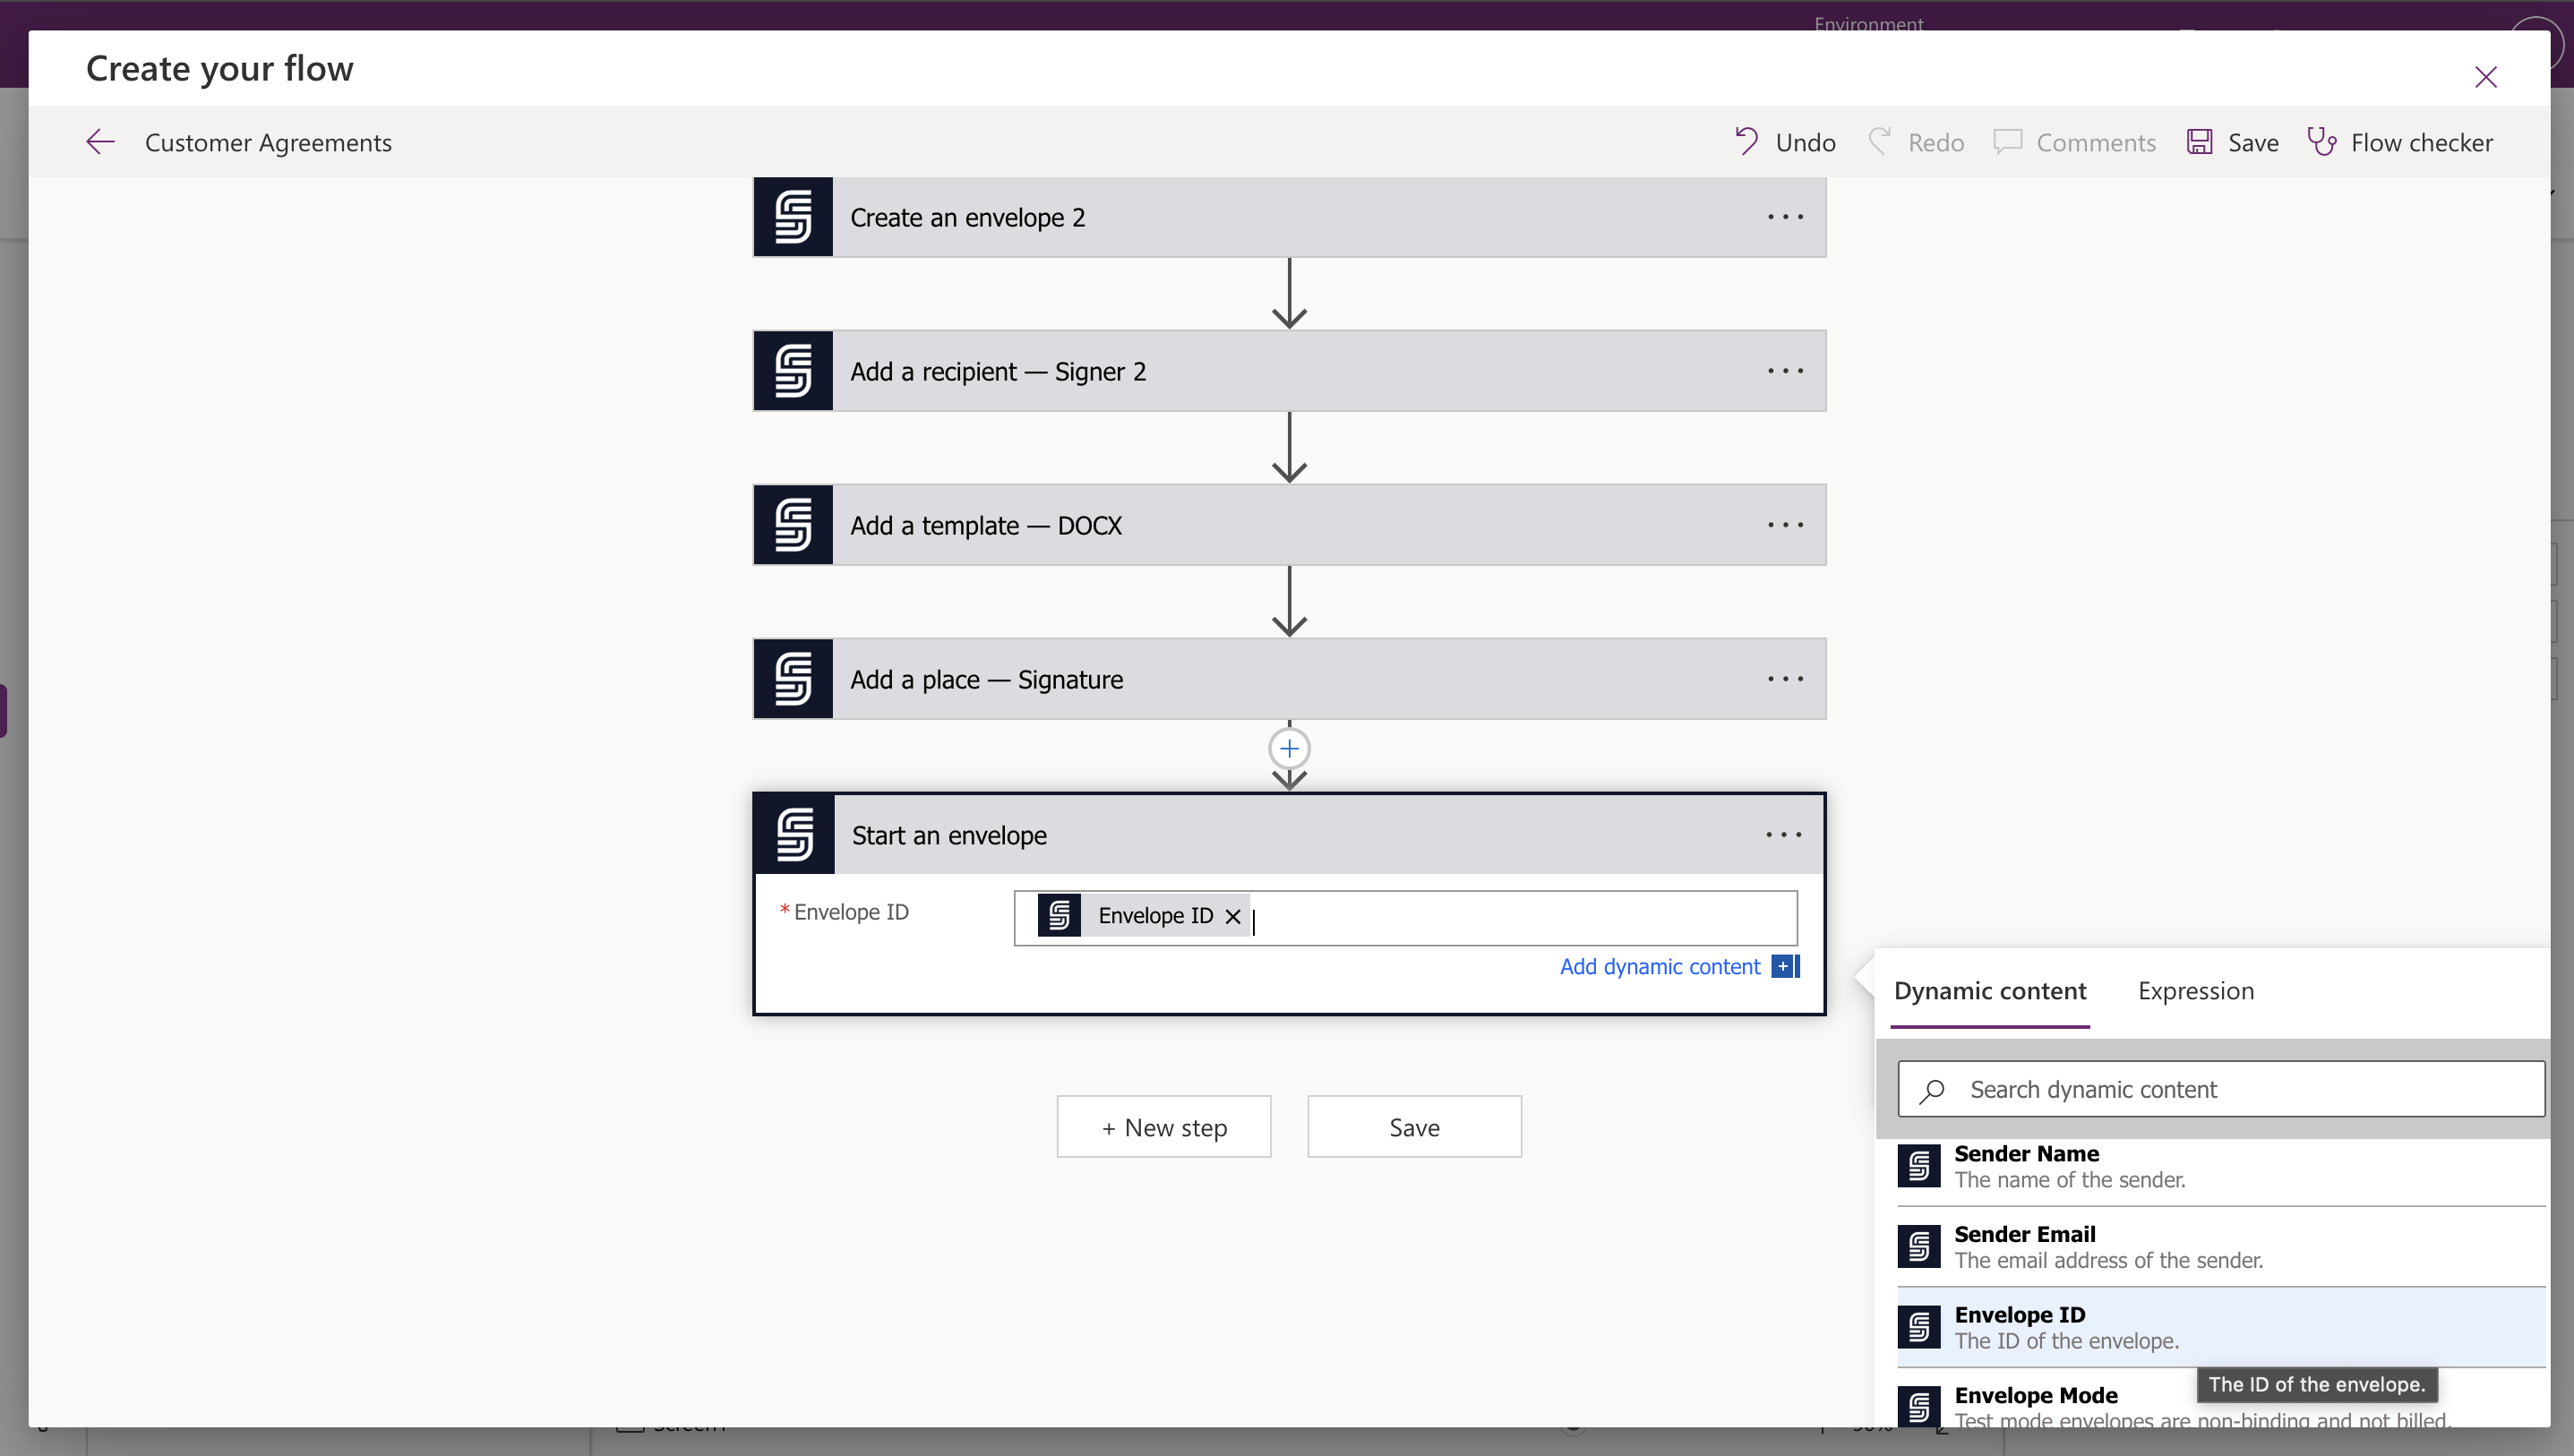 Environment
Create your flow
Customer Agreements
Undo
Redo
Comments
Save
Flow checker
Create an envelope 2
Add a recipient — Signer 2
Add a template — DOCX
Add a place — Signature
Start an envelope
* Envelope ID
Envelope ID
Add dynamic content
+ New step
Save
Dynamic content
Expression
Search dynamic content
Sender Name
The name of the sender.
Sender Email
The email address of the sender.
Envelope ID
The ID of the envelope.
The ID of the envelope.
Envelope Mode
Test mode envelopes are non-binding and not billed.